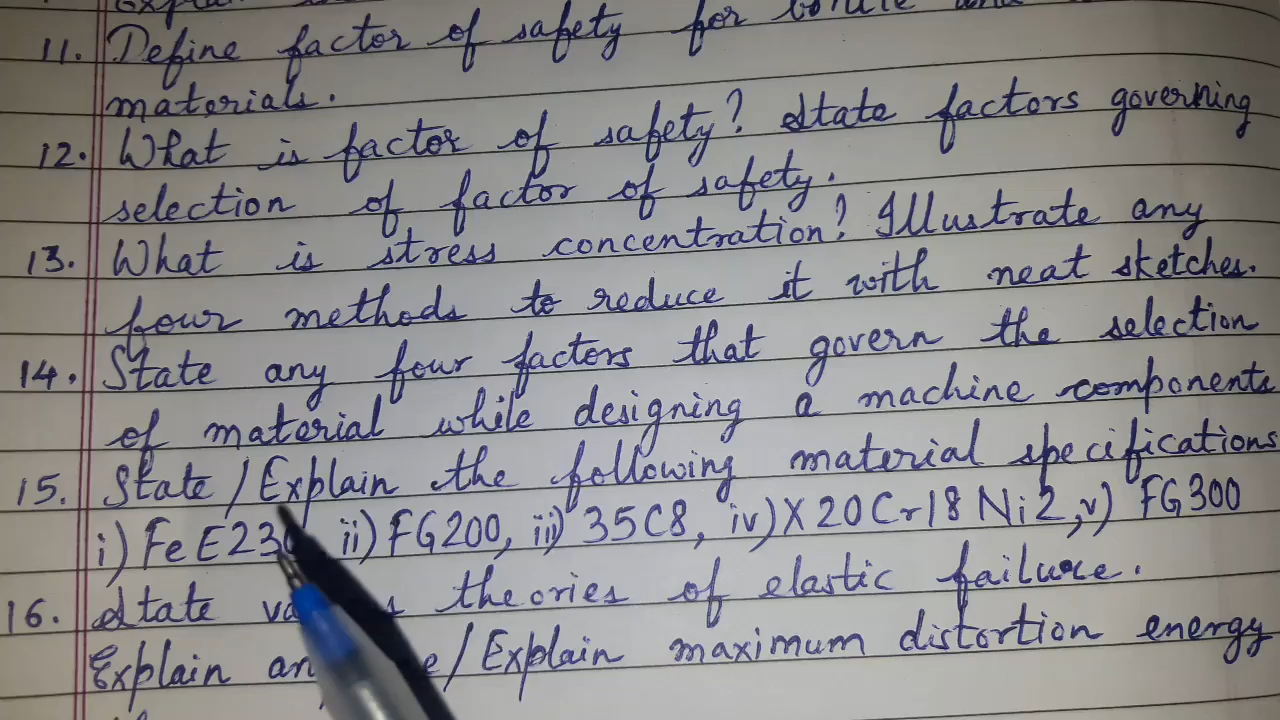 11. Define factor of safety for
materials.
12. What is factor of safety? State factors governing
selection of factor of safety.
13. What is stress concentration? Illustrate any
four methods to reduce it with neat sketches.
14. State any four factors that govern the selection
of material while designing a machine components
15. State/Explain the following material specifications
i) FeE230 ii) FG200, iii) 35C8, iv) X20Cr18Ni2, v) FG300
16. State theories of elastic failure.
Explain /Explain maximum distortion energy